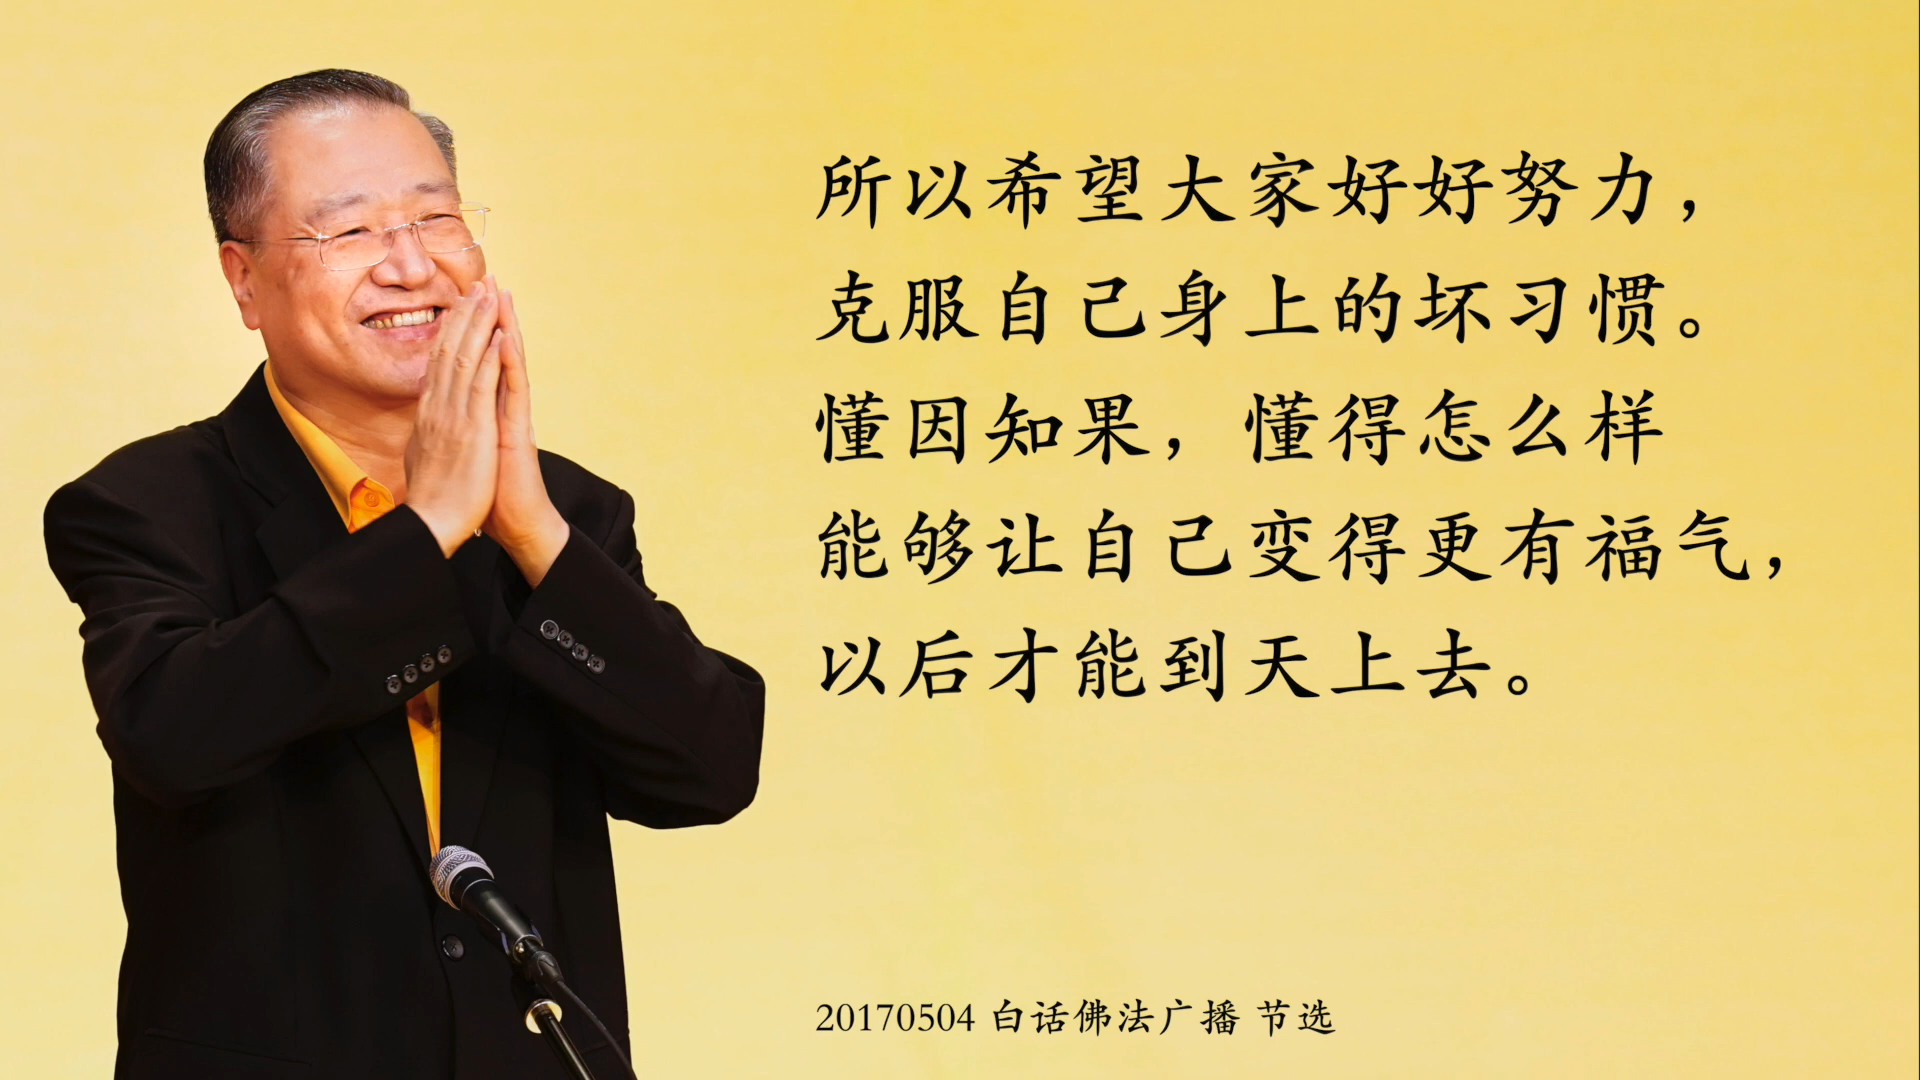 所以希望大家好好努力，
克服自己身上的坏习惯。
懂因知果，懂得怎么样
能够让自己变得更有福气，
以后才能到天上去。
20170504 白话佛法广播 节选